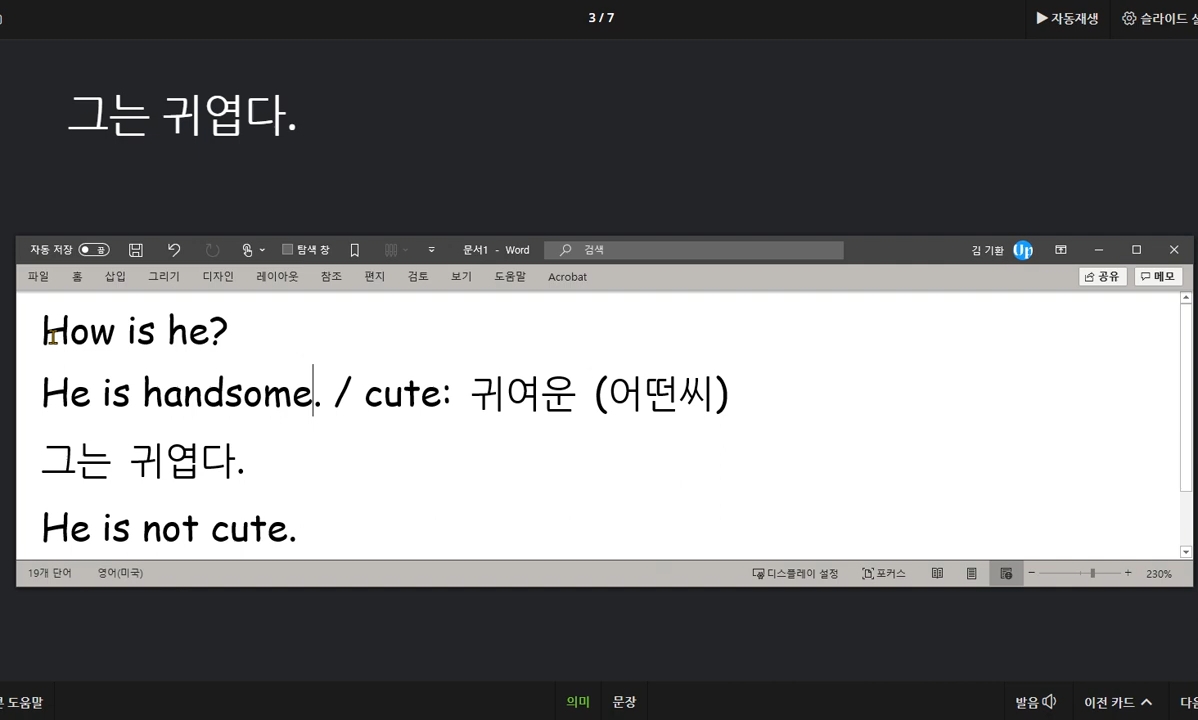 3 / 7
자동재생
슬라이드
그는 귀엽다.
자동 저장
끔
탐색 창
문서1 - Word
검색
김 기환
Up
파일 홈 삽입 그리기 디자인 레이아웃 참조 편지 검토 보기 도움말 Acrobat
공유
메모
How is he?
He is handsome. / cute: 귀여운 (어떤씨)
그는 귀엽다.
He is not cute.
19개 단어
영어(미국)
디스플레이 설정
포커스
230%
도움말
의미
문장
발음
이전 카드